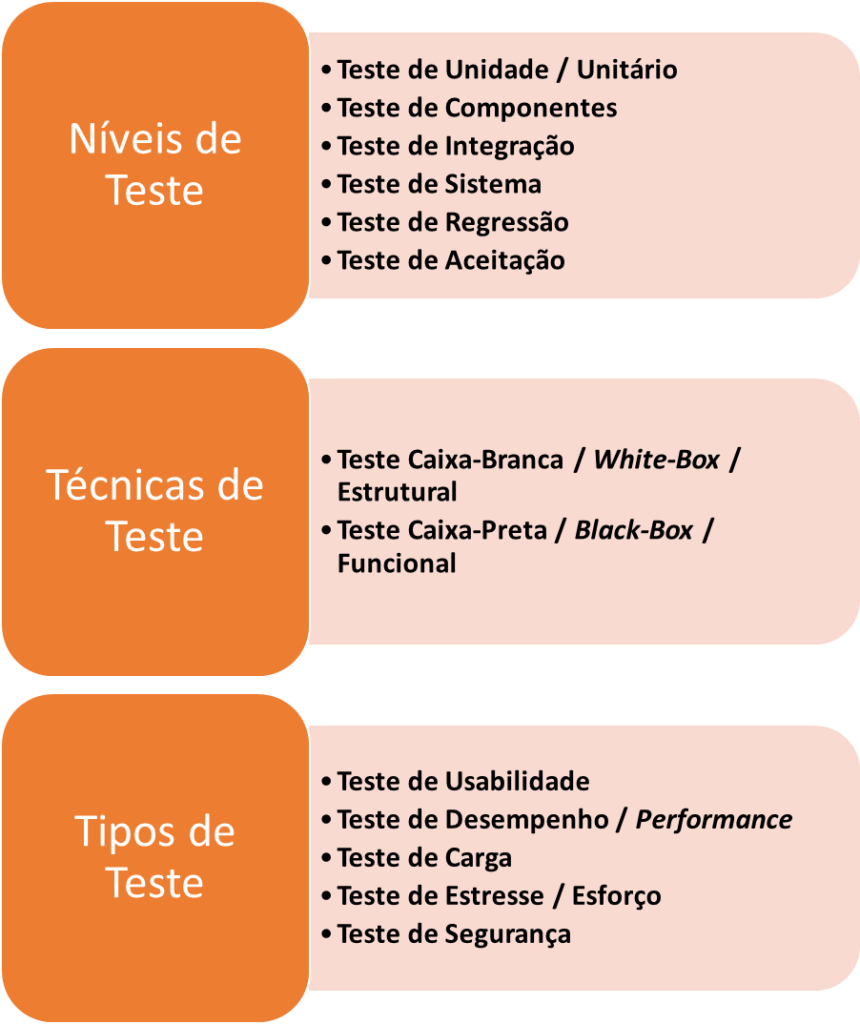 Níveis de
Teste
• Teste de Unidade / Unitário
• Teste de Componentes
• Teste de Integração
• Teste de Sistema
• Teste de Regressão
• Teste de Aceitação
Técnicas de
Teste
• Teste Caixa-Branca / White-Box /
Estrutural
• Teste Caixa-Preta / Black-Box /
Funcional
Tipos de
Teste
• Teste de Usabilidade
• Teste de Desempenho / Performance
• Teste de Carga
• Teste de Estresse / Esforço
• Teste de Segurança